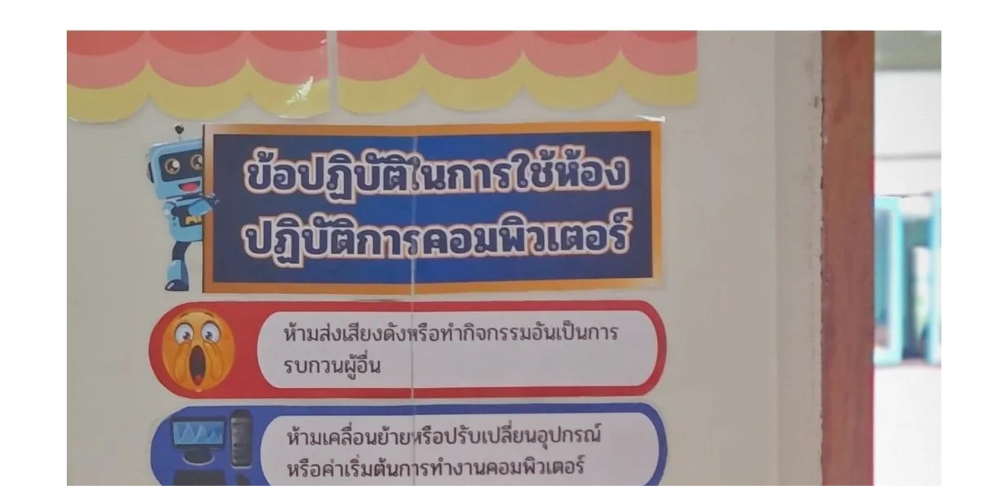 ข้อปฏิบัติในการใช้ห้อง
ปฏิบัติการคอมพิวเตอร์
ห้ามส่งเสียงดังหรือทำกิจกรรมอันเป็นการ
รบกวนผู้อื่น
ห้ามเคลื่อนย้ายหรือปรับเปลี่ยนอุปกรณ์
หรือค่าเริ่มต้นการทำงานคอมพิวเตอร์